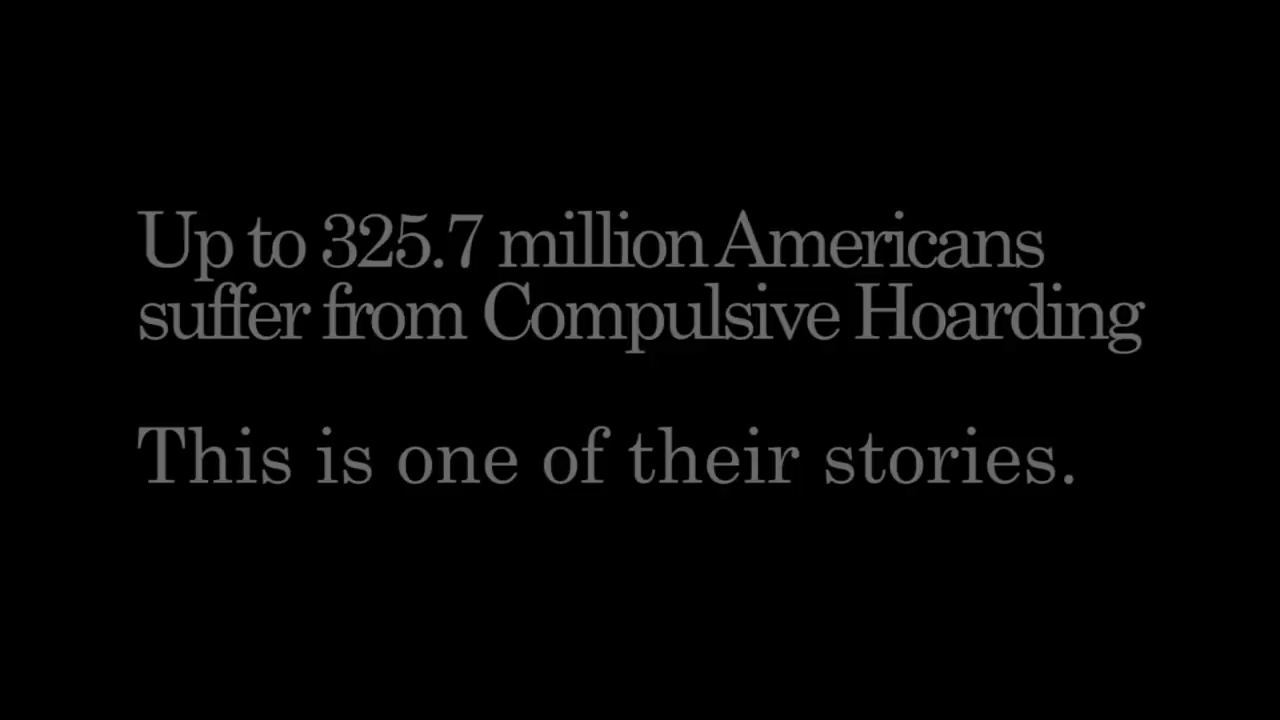 Up to 325.7 million Americans
suffer from Compulsive Hoarding
This is one of their stories.